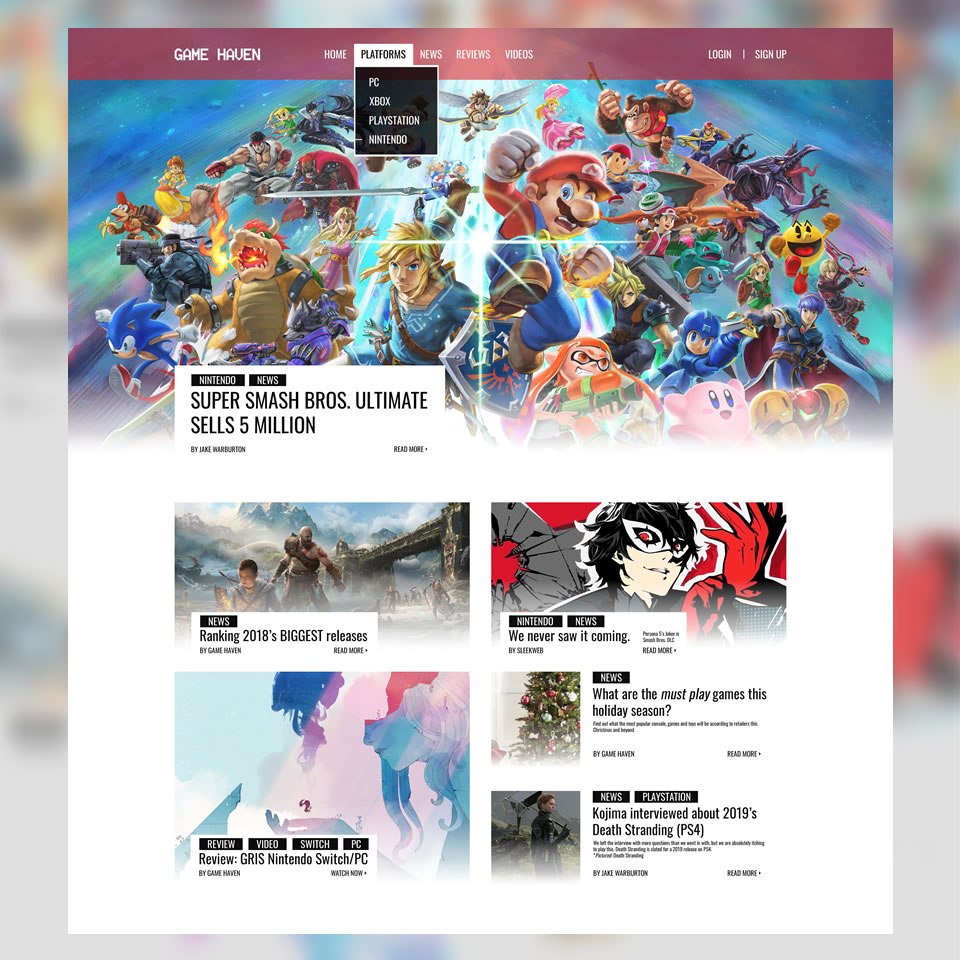 GAME HAVEN
HOME PLATFORMS NEWS REVIEWS VIDEOS
LOGIN | SIGN UP
PC
XBOX
PLAYSTATION
NINTENDO
NINTENDO NEWS
SUPER SMASH BROS. ULTIMATE
SELLS 5 MILLION
BY JAKE WARBURTON READ MORE
NEWS
Ranking 2018's BIGGEST releases
BY GAME HAVEN READ MORE
NINTENDO NEWS
We never saw it coming.
Persona 5's Joker is
Smash Bros. DLC
BY SLEEKWEB READ MORE
REVIEW VIDEO SWITCH PC
Review: GRIS Nintendo Switch/PC
BY GAME HAVEN WATCH NOW
NEWS
What are the must play games this
holiday season?
Find out what the most popular console, games and toys will be according to retailers this
Christmas and beyond
BY GAME HAVEN READ MORE
NEWS PLAYSTATION
Kojima interviewed about 2019's
Death Stranding (PS4)
We left the interview with more questions than we went in with, but we are absolutely itching
to play this. Death Stranding is slated for a 2019 release on PS4.
*Pictured: Death Stranding
BY JAKE WARBURTON READ MORE